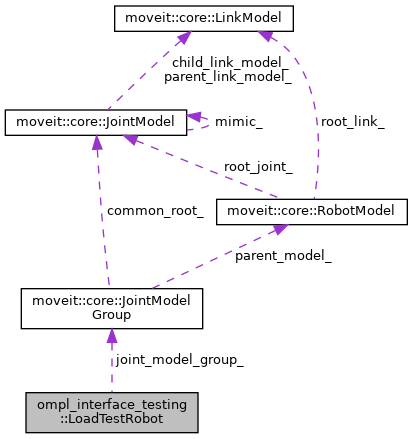 moveit::core::LinkModel
child_link_model_
parent_link_model_
moveit::core::JointModel
mimic_
root_link_
root_joint_
common_root_
moveit::core::RobotModel
parent_model_
moveit::core::JointModel
Group
joint_model_group_
ompl_interface_testing
::LoadTestRobot